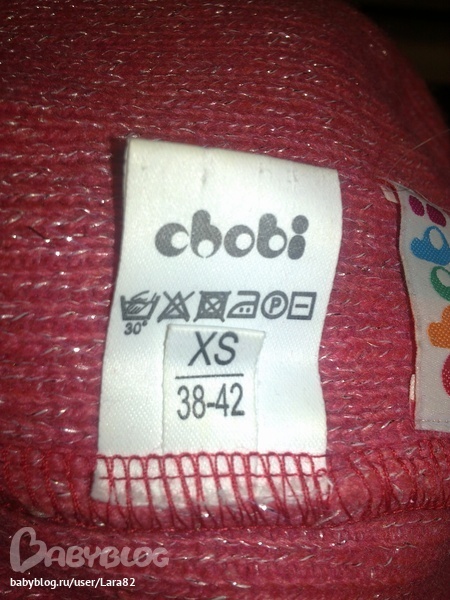 chobi
30°
P
XS
38-42
BABYBLOG
babyblog.ru/user/Lara82